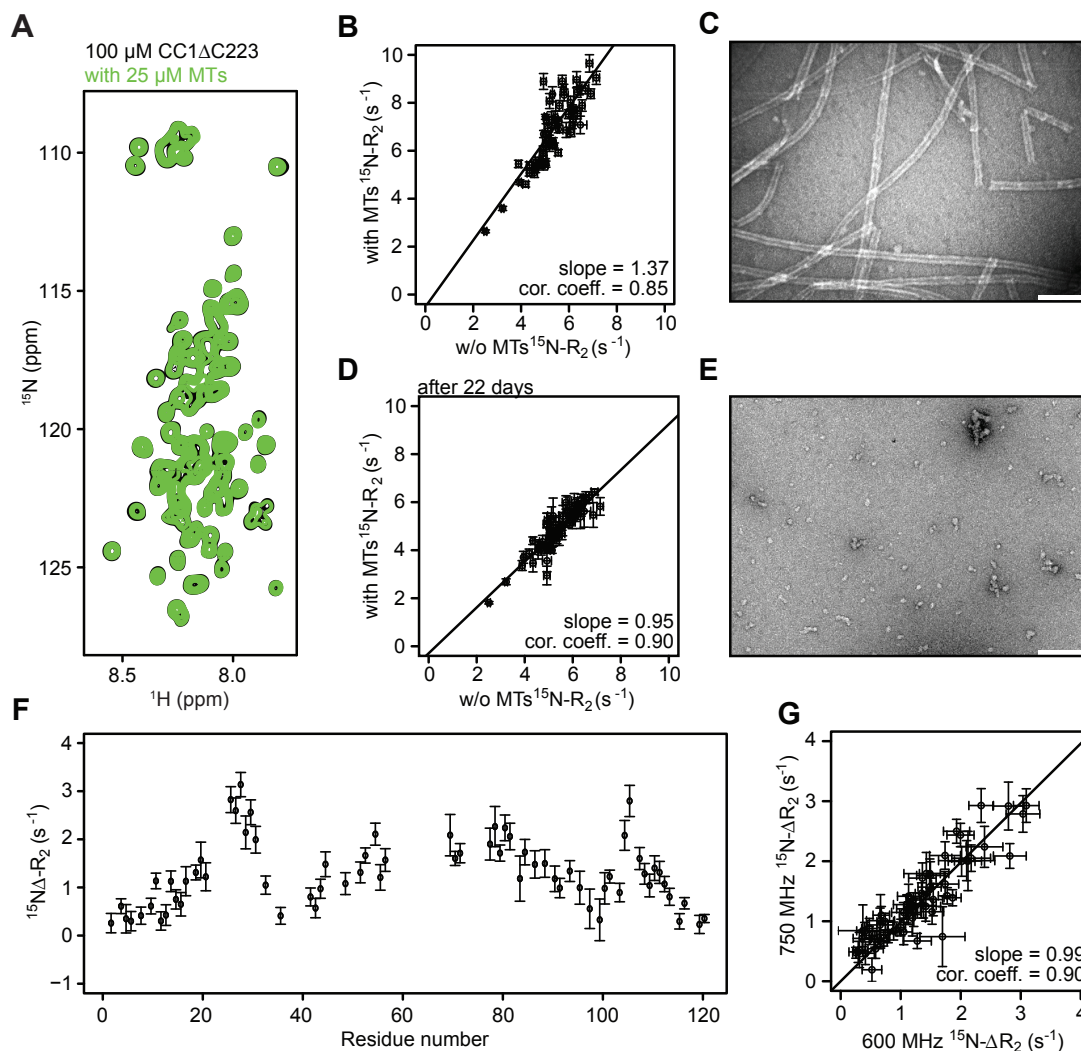 A
100 µM CC1ΔC223
with 25 µM MTs
110
115
120
125
¹⁵N (ppm)
8.5
8.0
¹H (ppm)
B
10
8
6
4
2
0
with MTs ¹⁵N-R₂ (s⁻¹)
slope = 1.37
cor. coeff. = 0.85
0 2 4 6 8 10
w/o MTs ¹⁵N-R₂ (s⁻¹)
C
D
after 22 days
10
8
6
4
2
0
with MTs ¹⁵N-R₂ (s⁻¹)
slope = 0.95
cor. coeff. = 0.90
0 2 4 6 8 10
w/o MTs ¹⁵N-R₂ (s⁻¹)
E
F
4
3
2
1
0
−1
¹⁵NΔ-R₂ (s⁻¹)
0 20 40 60 80 100 120
Residue number
G
4
3
2
1
0
750 MHz ¹⁵N-ΔR₂ (s⁻¹)
slope = 0.99
cor. coeff. = 0.90
0 1 2 3 4
600 MHz ¹⁵N-ΔR₂ (s⁻¹)